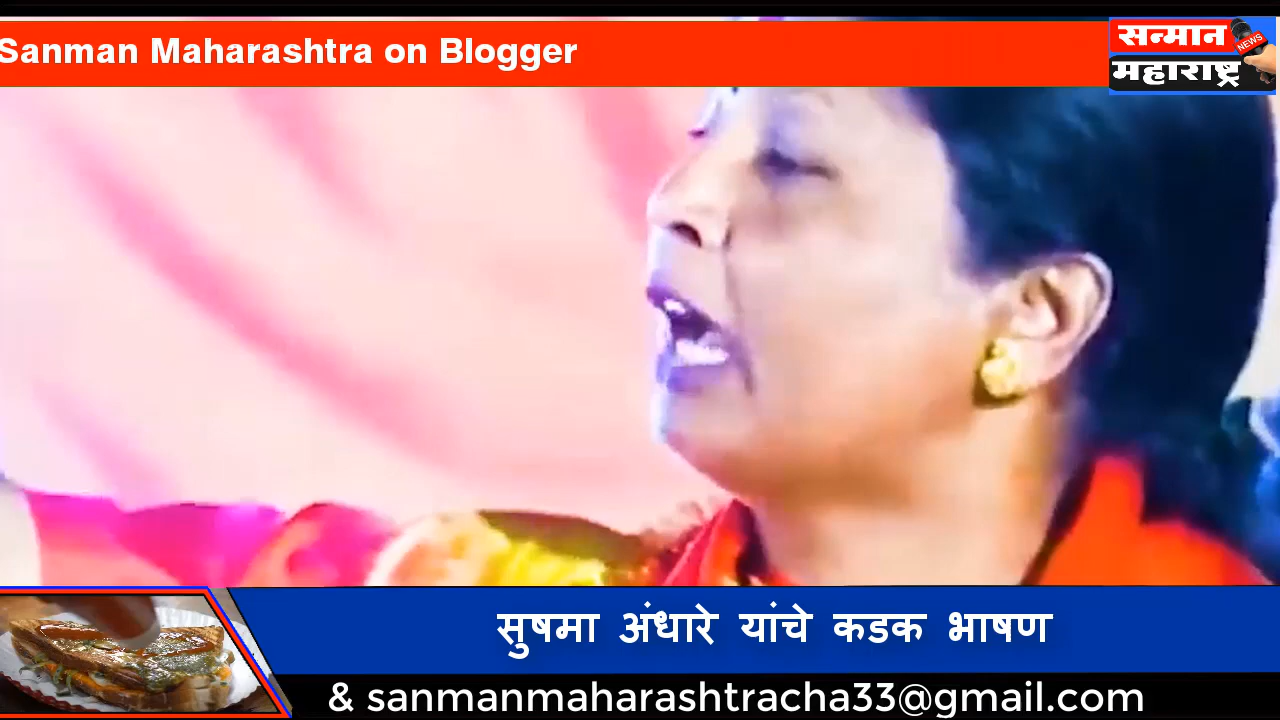 Sanman Maharashtra on Blogger
सन्मान
NEWS
महाराष्ट्र
सुषमा अंधारे यांचे कडक भाषण
& sanmanmaharashtracha33@gmail.com